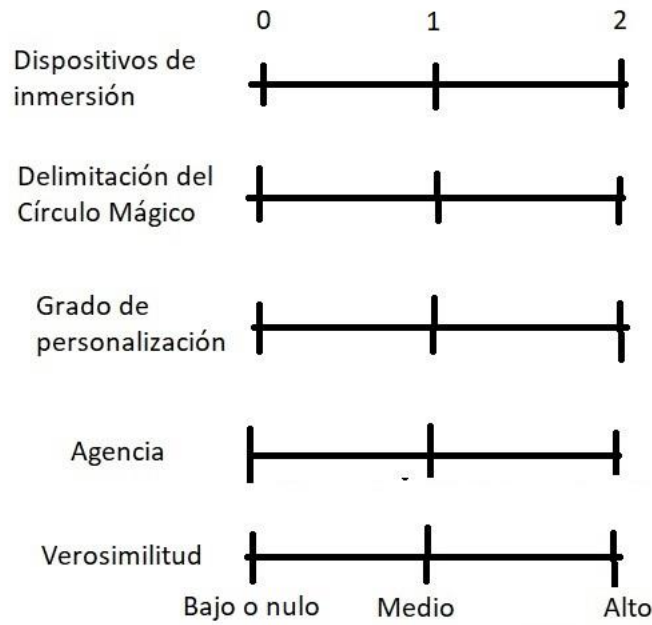 0 1 2
Dispositivos de
inmersión
Delimitación del
Círculo Mágico
Grado de
personalización
Agencia
Verosimilitud
Bajo o nulo Medio Alto